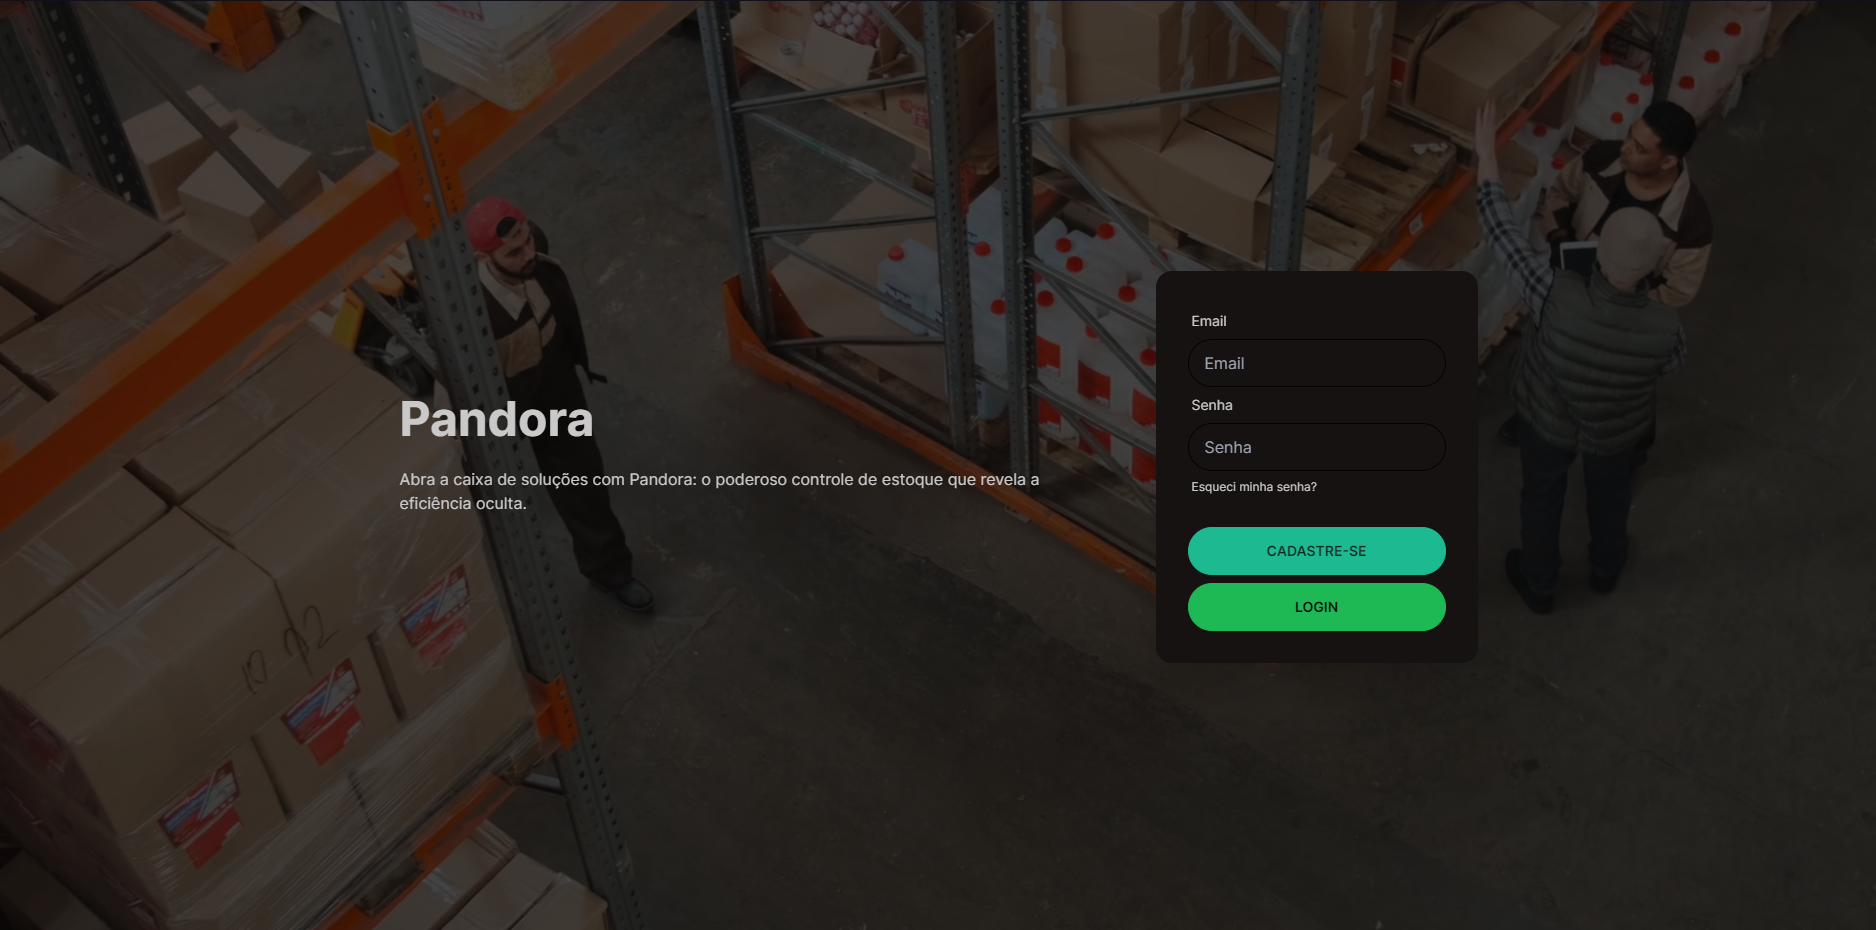 Pandora
Abra a caixa de soluções com Pandora: o poderoso controle de estoque que revela a
eficiência oculta.
Email
Email
Senha
Senha
Esqueci minha senha?
CADASTRE-SE
LOGIN